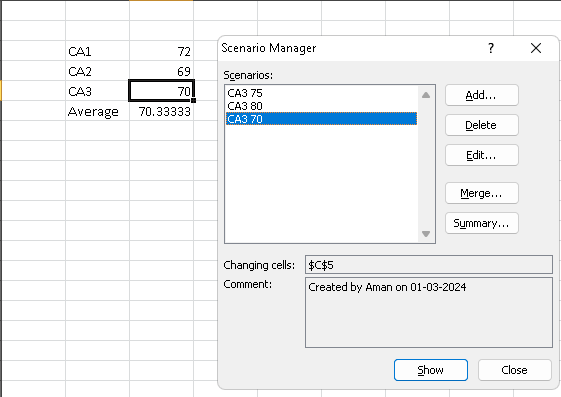 CA1 72
CA2 69
CA3 70
Average 70.33333
Scenario Manager ? ×
Scenarios:
CA3 75
CA3 80
CA3 70
Add...
Delete
Edit...
Merge...
Summary...
Changing cells: $C$5
Comment: Created by Aman on 01-03-2024
Show Close